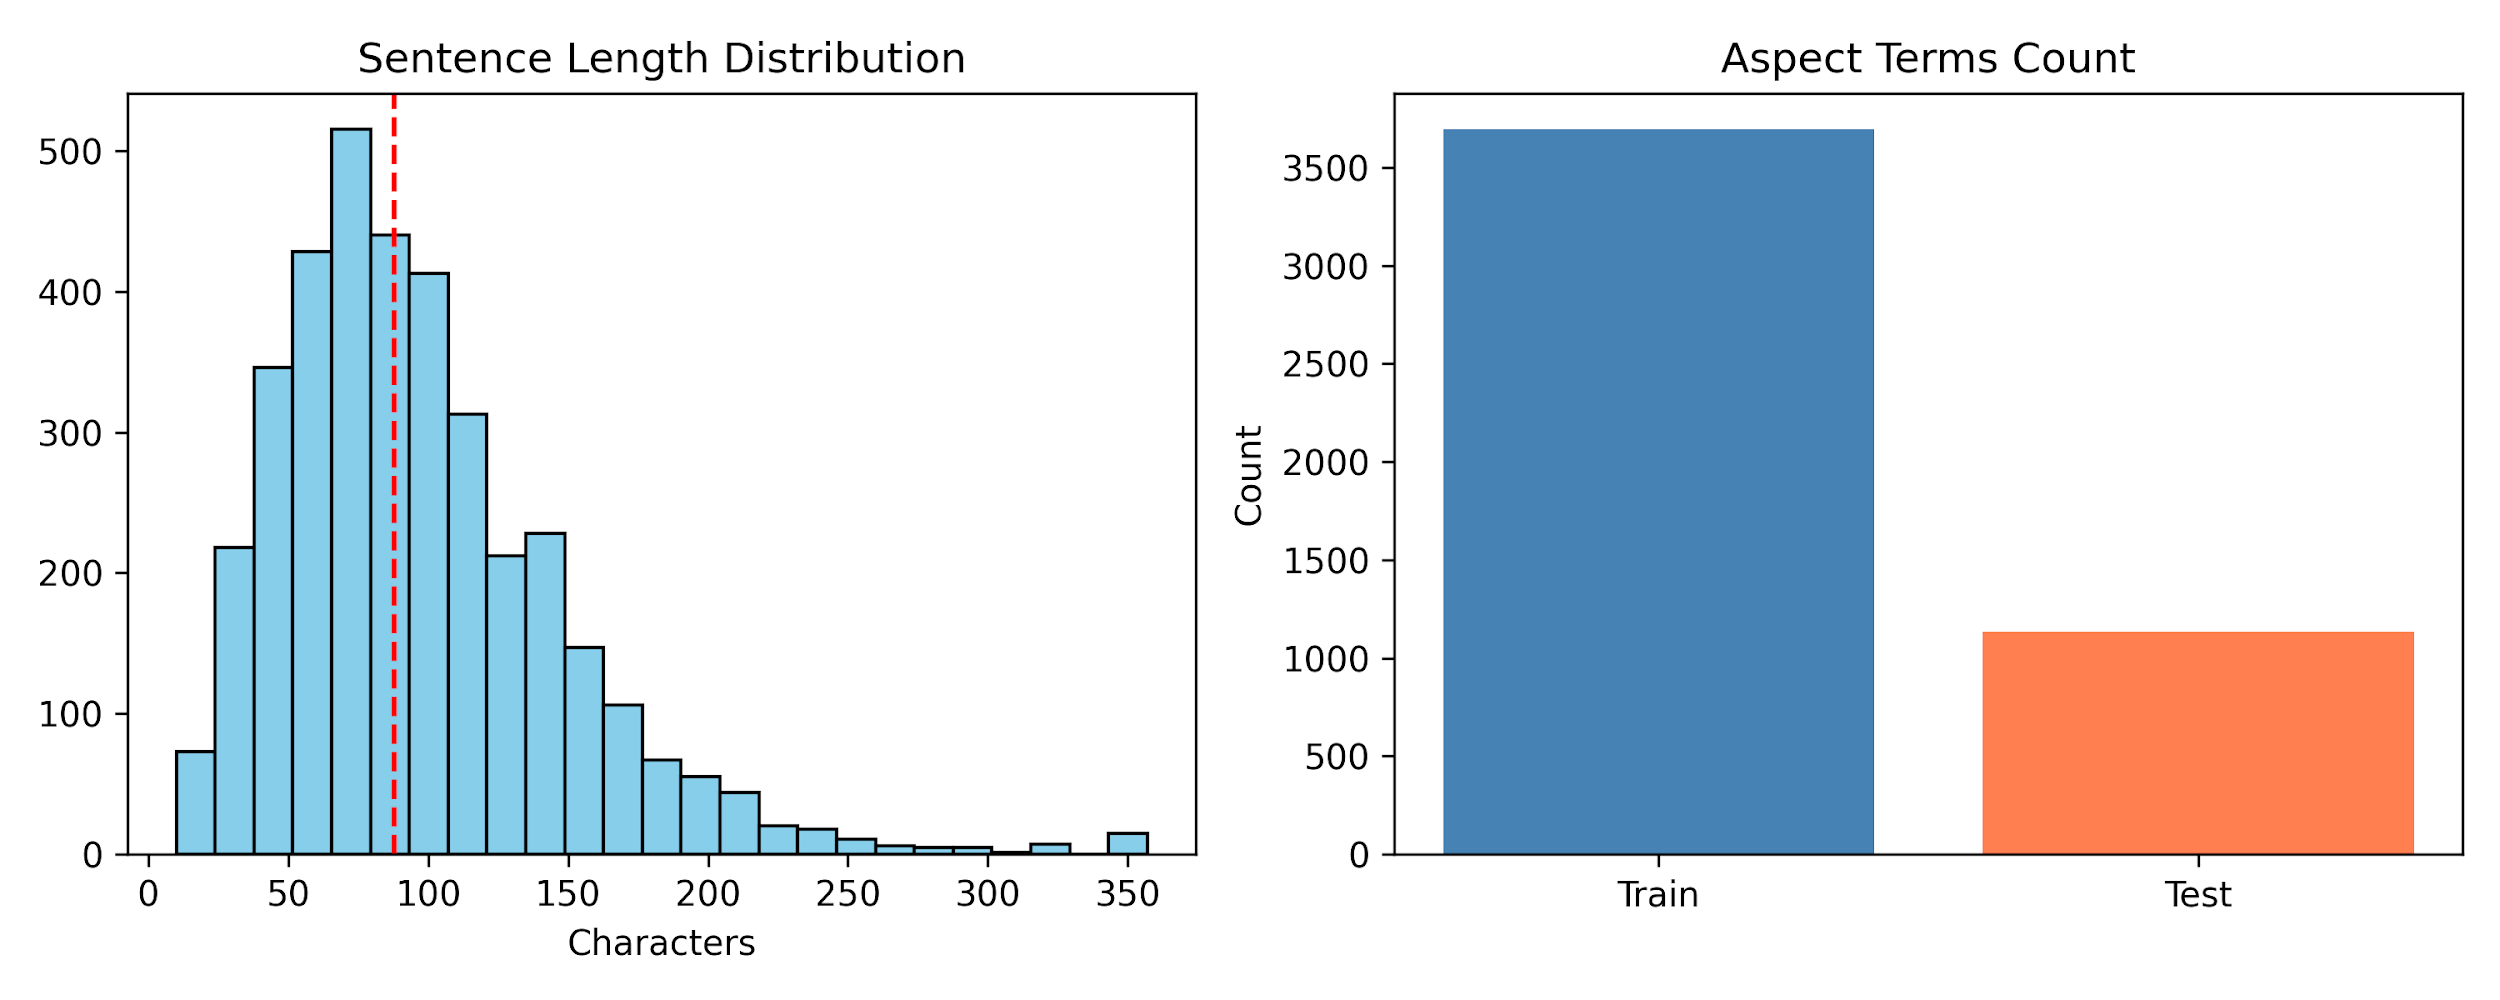 Sentence Length Distribution
500
400
300
200
100
0
0 50 100 150 200 250 300 350
Characters
Aspect Terms Count
Count
3500
3000
2500
2000
1500
1000
500
0
Train Test